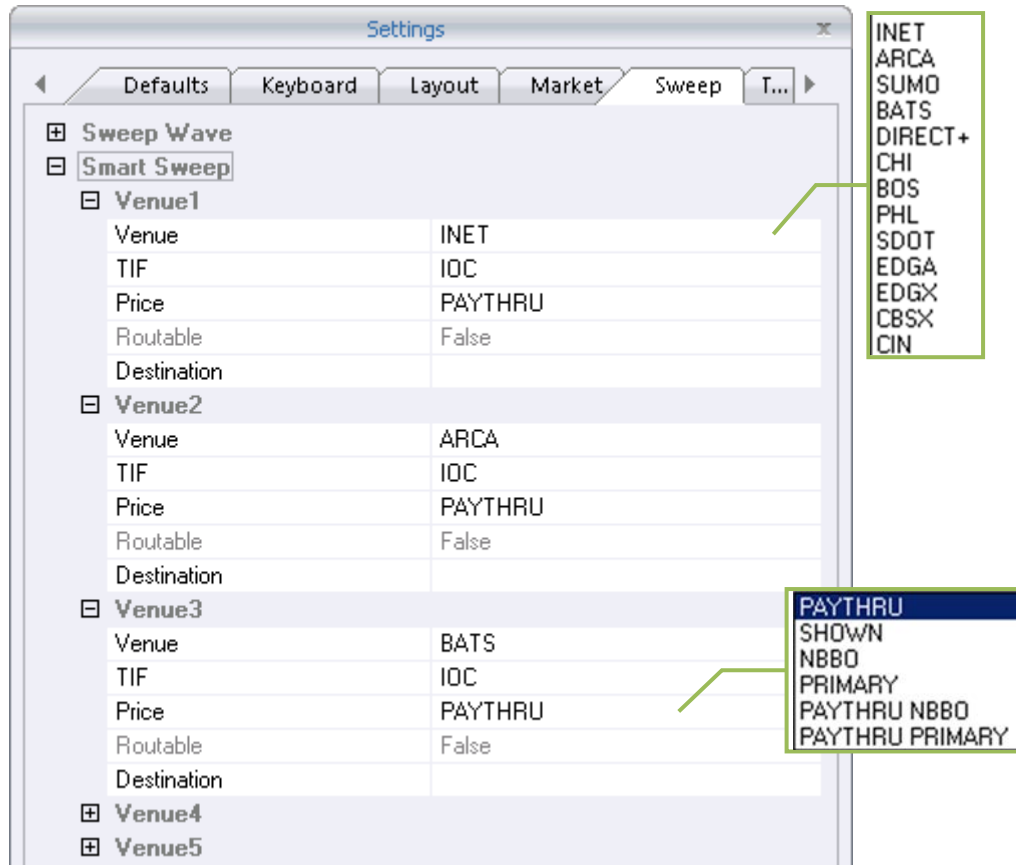 Settings x
Defaults Keyboard Layout Market Sweep T...
Sweep Wave
Smart Sweep
Venue1
Venue INET
TIF IOC
Price PAYTHRU
Routable False
Destination
Venue2
Venue ARCA
TIF IOC
Price PAYTHRU
Routable False
Destination
Venue3
Venue BATS
TIF IOC
Price PAYTHRU
Routable False
Destination
Venue4
Venue5
INET
ARCA
SUMO
BATS
DIRECT+
CHI
BOS
PHL
SDOT
EDGA
EDGX
CBSX
CIN
PAYTHRU
SHOWN
NBBO
PRIMARY
PAYTHRU NBBO
PAYTHRU PRIMARY